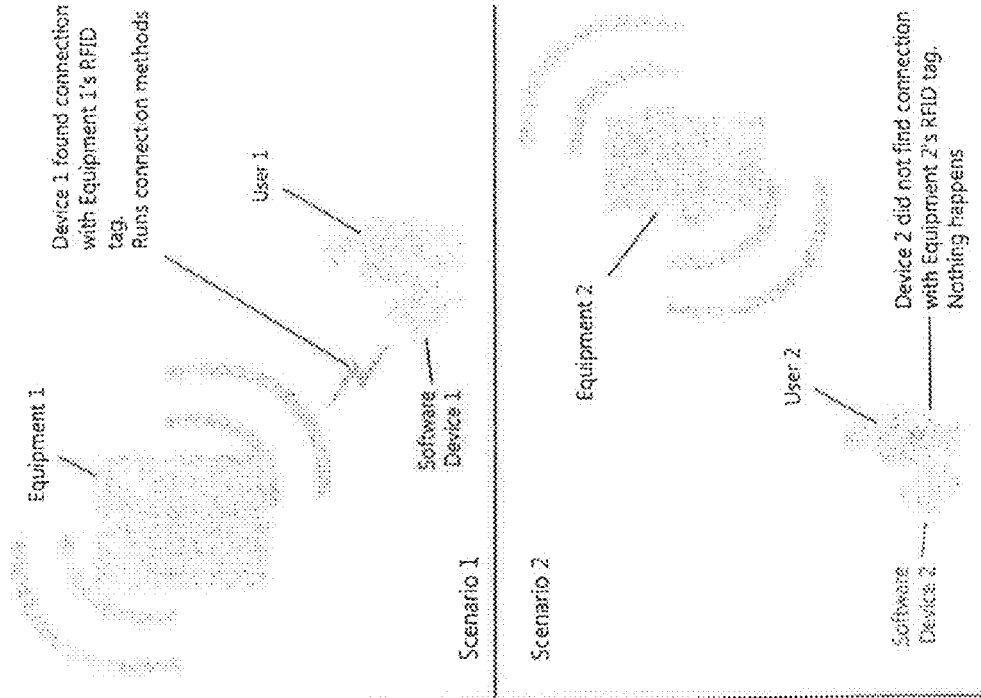 Equipment 1
Device 1 found connection
with Equipment 1's RFID
tag.
Runs connection methods
User 1
Software
Device 1
Scenario 1
Scenario 2
Equipment 2
User 2
Software
Device 2
Device 2 did not find connection
with Equipment 2's RFID tag.
Nothing happens